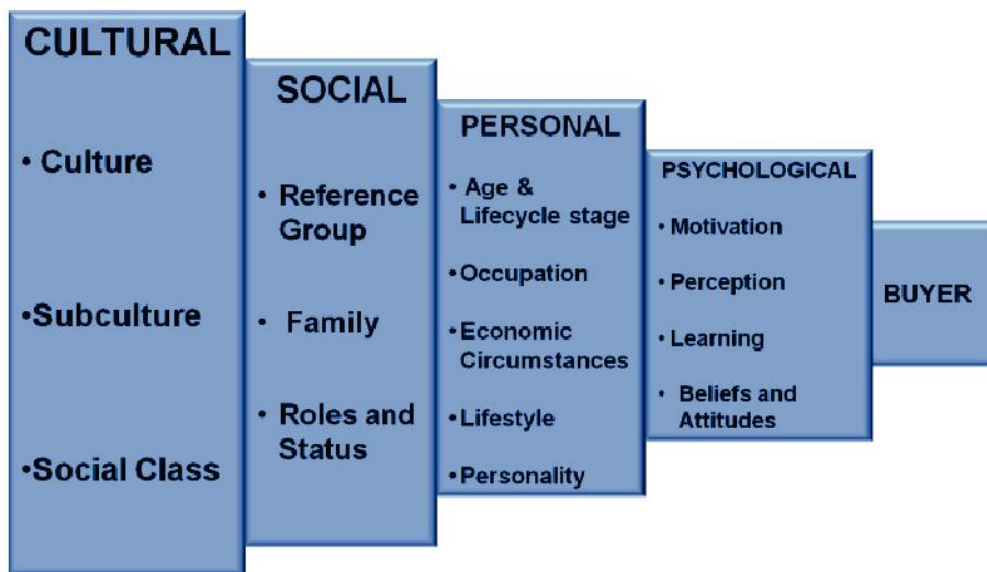 CULTURAL
• Culture
•Subculture
•Social Class
SOCIAL
• Reference
Group
• Family
• Roles and
Status
PERSONAL
• Age &
Lifecycle stage
•Occupation
•Economic
Circumstances
•Lifestyle
•Personality
PSYCHOLOGICAL
•Motivation
•Perception
•Learning
• Beliefs and
Attitudes
BUYER